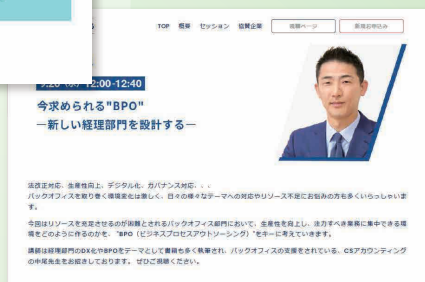 TOP 概要 セッション 協賛企業 視聴ページ 新規お申込み
12:00-12:40
今求められる"BPO"
―新しい経理部門を設計する―
法改正対応、生産性向上、デジタル化、ガバナンス対応、、、
バックオフィスを取り巻く環境変化は激しく、日々の様々なテーマへの対応やリソース不足にお悩みの方も多くいらっしゃいま
す。
今回はリソースを充足させるのが困難とされるバックオフィス部門において、生産性を向上し、注力すべき業務に集中できる環
境をどのように作るのかを、"BPO（ビジネスプロセスアウトソーシング）"をキーに考えていきます。
講師は経理部門のDX化やBPOをテーマとして書籍も多く執筆され、バックオフィスの支援をされている、CSアカウンティング
の中尾先生をお招きしております。ぜひご視聴ください。